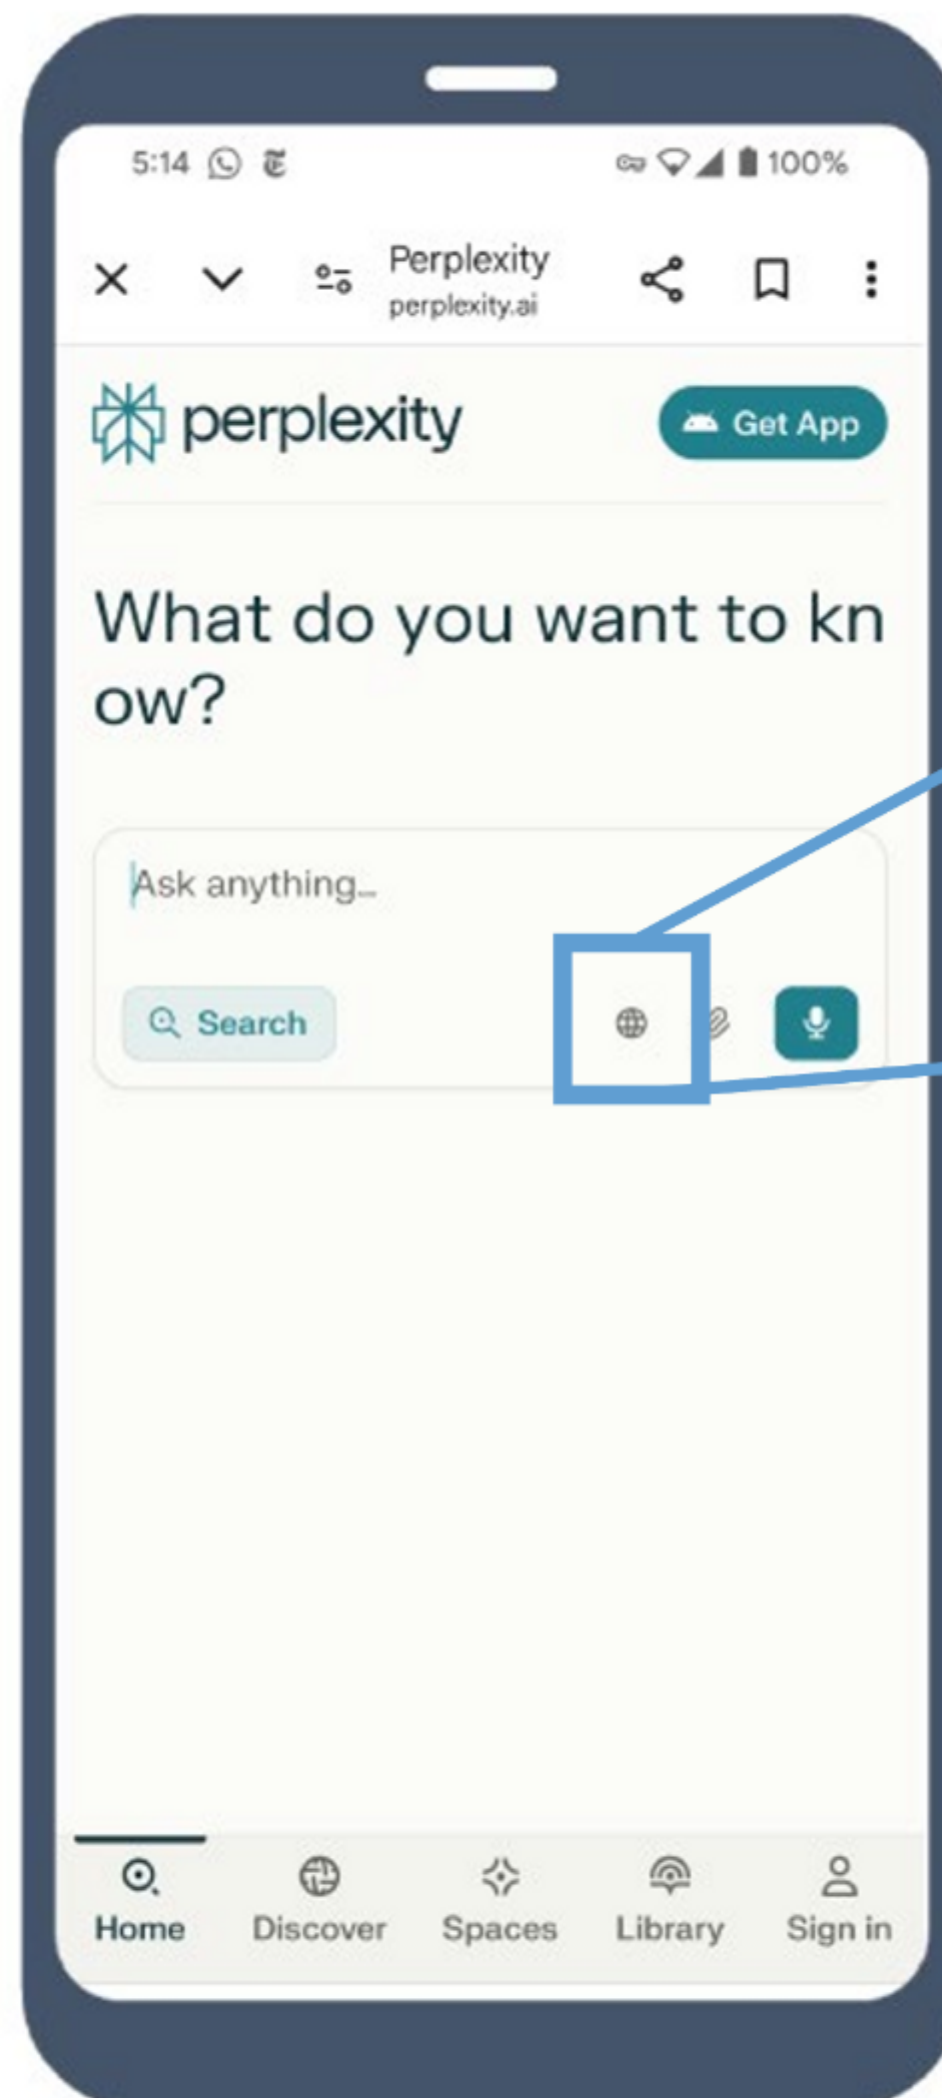 5:14 100%
Perplexity
perplexity.ai
perplexity Get App
What do you want to kn
ow?
Ask anything...
Search
Home Discover Spaces Library Sign in